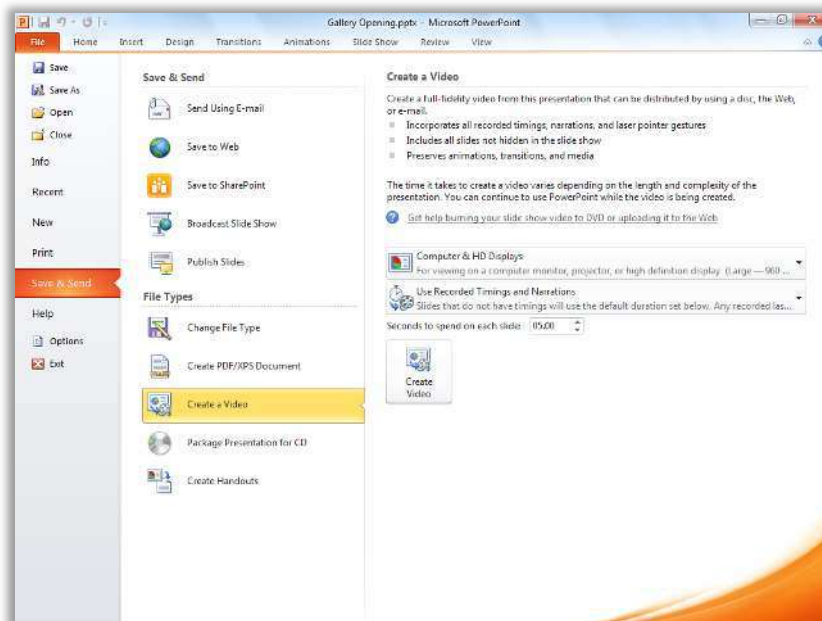 Gallery Opening.pptx - Microsoft PowerPoint
File Home Insert Design Transitions Animations Slide Show Review View
Save
Save As
Open
Close
Info
Recent
New
Print
Save & Send
Help
Options
Exit
Save & Send
Send Using E-mail
Save to Web
Save to SharePoint
Broadcast Slide Show
Publish Slides
File Types
Change File Type
Create PDF/XPS Document
Create a Video
Package Presentation for CD
Create Handouts
Create a Video
Create a full-fidelity video from this presentation that can be distributed by using a disc, the Web,
or e-mail.
Incorporates all recorded timings, narrations, and laser pointer gestures
Includes all slides not hidden in the slide show
Preserves animations, transitions, and media
The time it takes to create a video varies depending on the length and complexity of the
presentation. You can continue to use PowerPoint while the video is being created.
Get help burning your slide show video to DVD or uploading it to the Web
Computer & HD Displays
For viewing on a computer monitor, projector, or high definition display (Large — 960 ...
Use Recorded Timings and Narrations
Slides that do not have timings will use the default duration set below. Any recorded las...
Seconds to spend on each slide: 05.00
Create
Video